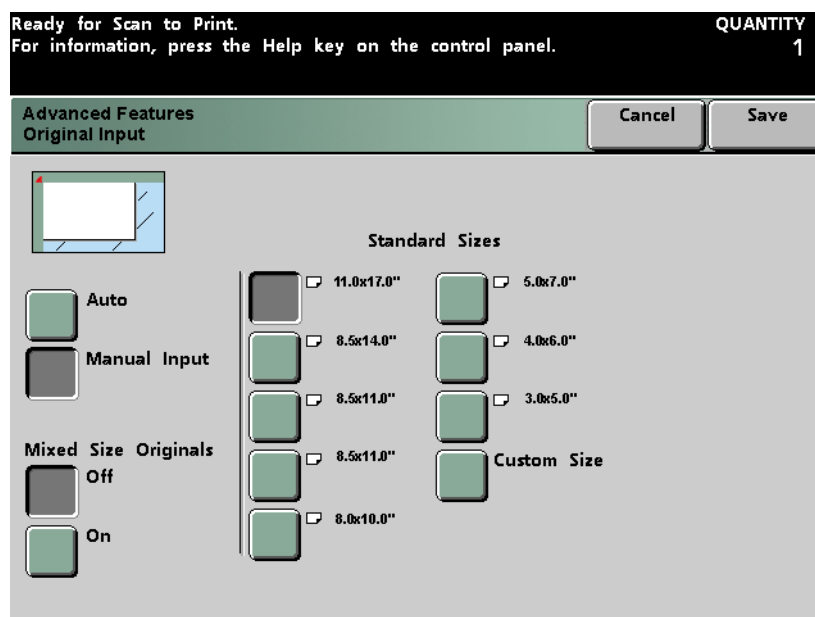 Ready for Scan to Print.
For information, press the Help key on the control panel.
QUANTITY
1
Advanced Features
Original Input
Cancel
Save
Standard Sizes
Auto
Manual Input
Mixed Size Originals
Off
On
11.0x17.0"
8.5x14.0"
8.5x11.0"
8.5x11.0"
8.0x10.0"
5.0x7.0"
4.0x6.0"
3.0x5.0"
Custom Size